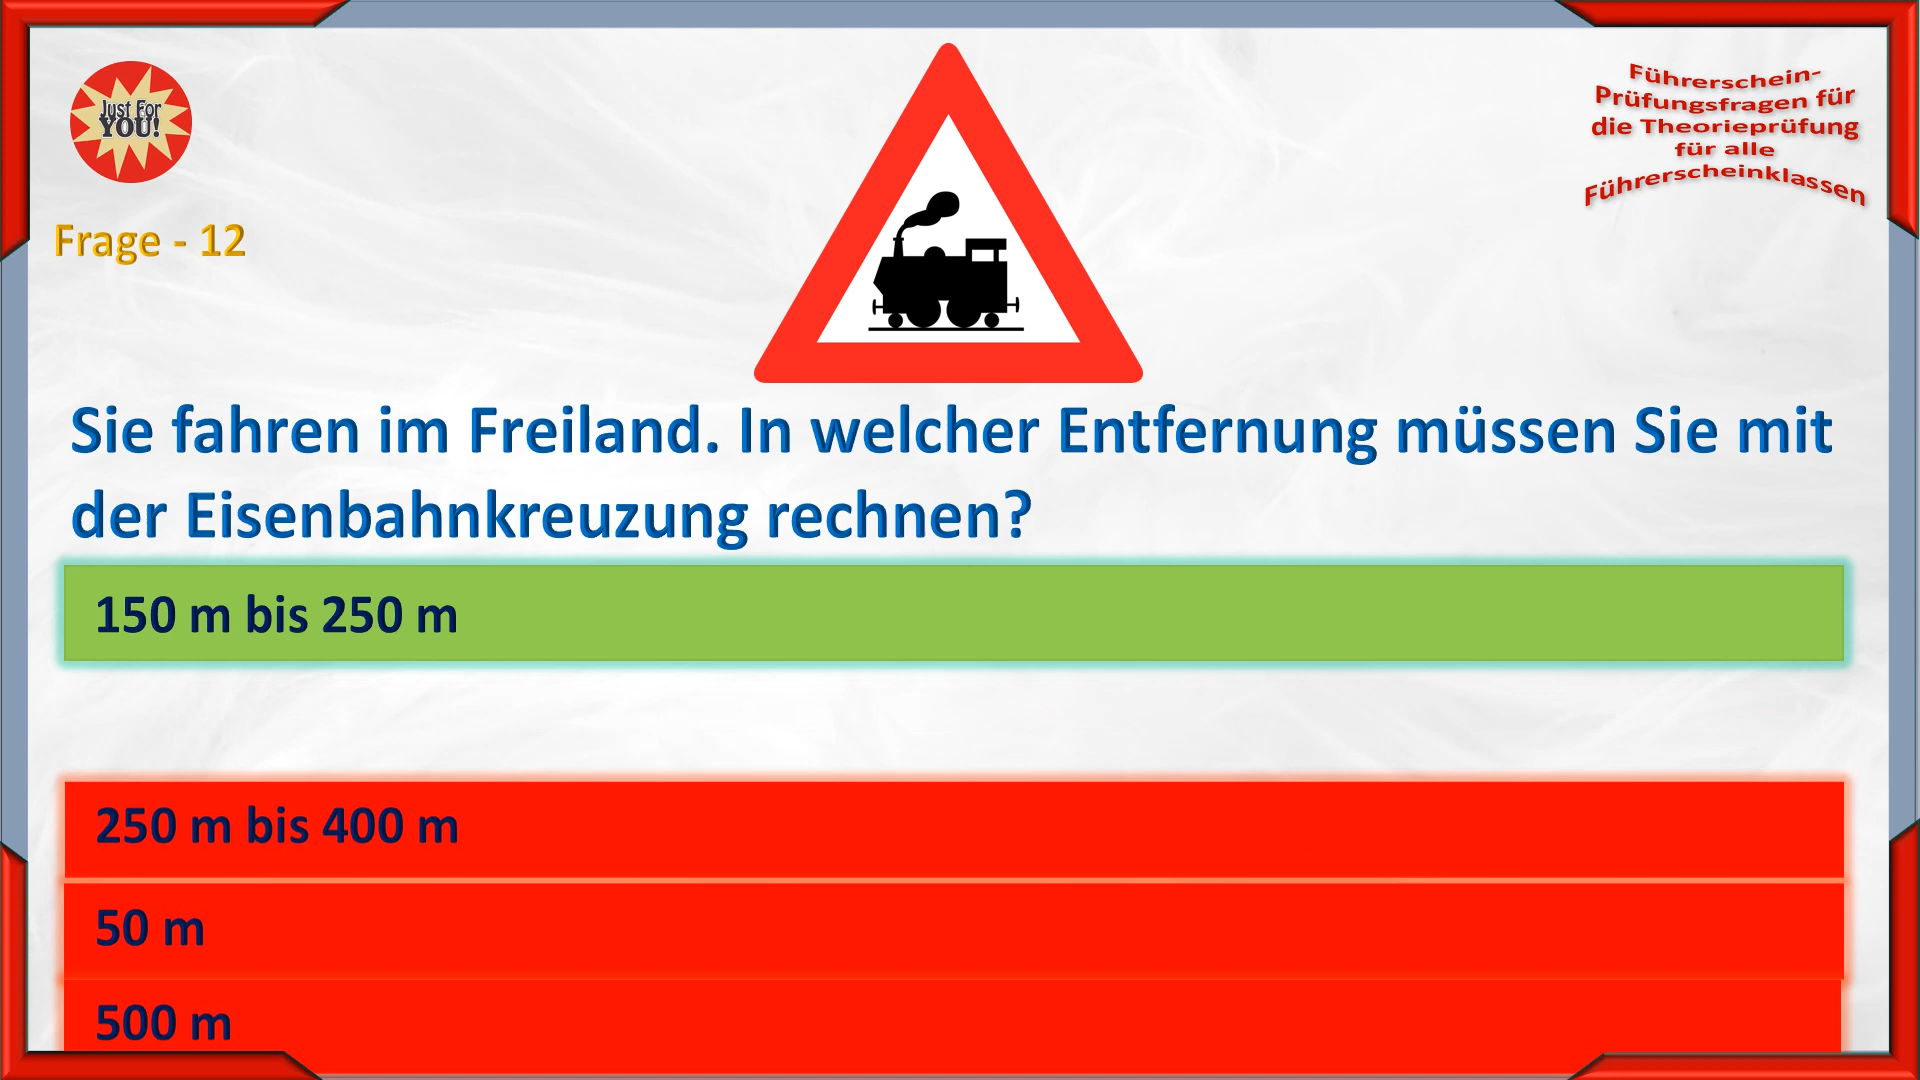 Just For
YOU!
Führerschein-
Prüfungsfragen für
die Theorieprüfung
für alle
Führerscheinklassen
Frage - 12
Sie fahren im Freiland. In welcher Entfernung müssen Sie mit
der Eisenbahnkreuzung rechnen?
150 m bis 250 m
250 m bis 400 m
50 m
500 m